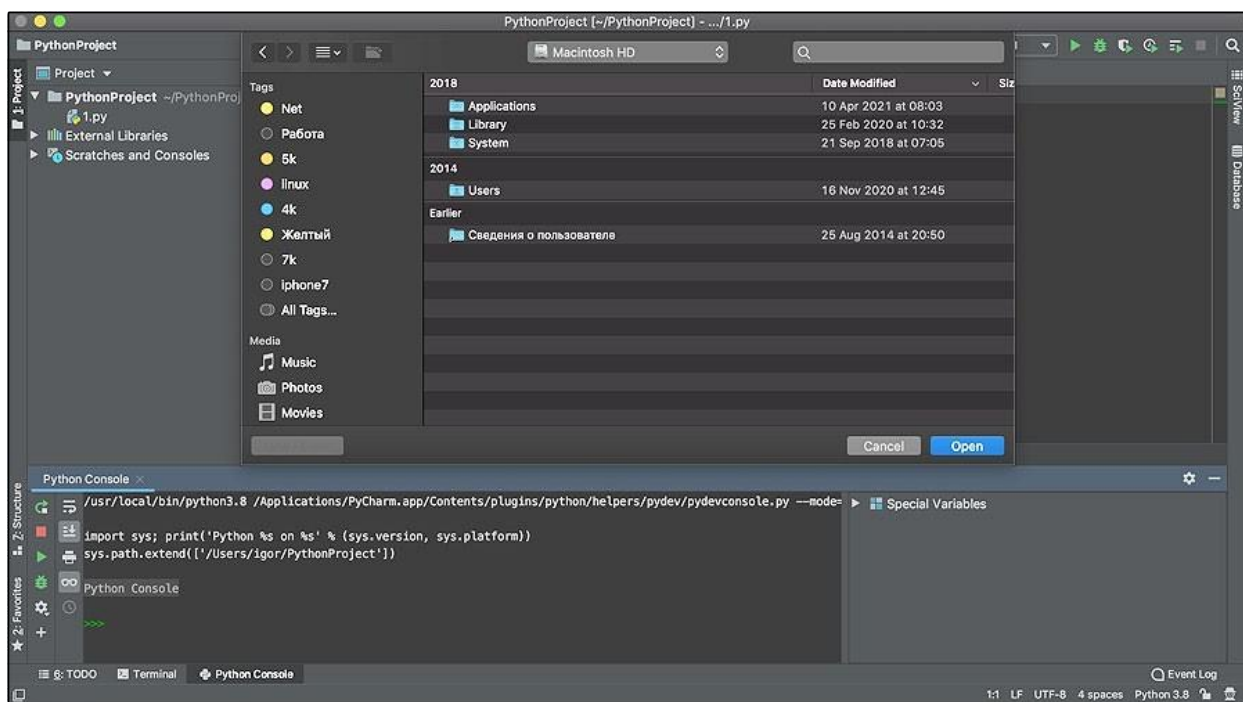 PythonProject [~/PythonProject] - .../1.py
PythonProject
Macintosh HD
1: Project
Project
PythonProject ~/PythonProj
1.py
External Libraries
Scratches and Consoles
Tags
Net
Работа
5k
linux
4k
Желтый
7k
iphone7
All Tags...
Media
Music
Photos
Movies
2018
Date Modified
Siz
Applications
10 Apr 2021 at 08:03
Library
25 Feb 2020 at 10:32
System
21 Sep 2018 at 07:05
2014
Users
16 Nov 2020 at 12:45
Earlier
Сведения о пользователе
25 Aug 2014 at 20:50
Cancel
Open
SciView
Database
Python Console
/usr/local/bin/python3.8 /Applications/PyCharm.app/Contents/plugins/python/helpers/pydev/pydevconsole.py --mode=
import sys; print('Python %s on %s' % (sys.version, sys.platform))
sys.path.extend(['/Users/igor/PythonProject'])
Python Console
>>>
Special Variables
7: Structure
2: Favorites
6: TODO
Terminal
Python Console
Event Log
1:1 LF UTF-8 4 spaces Python 3.8